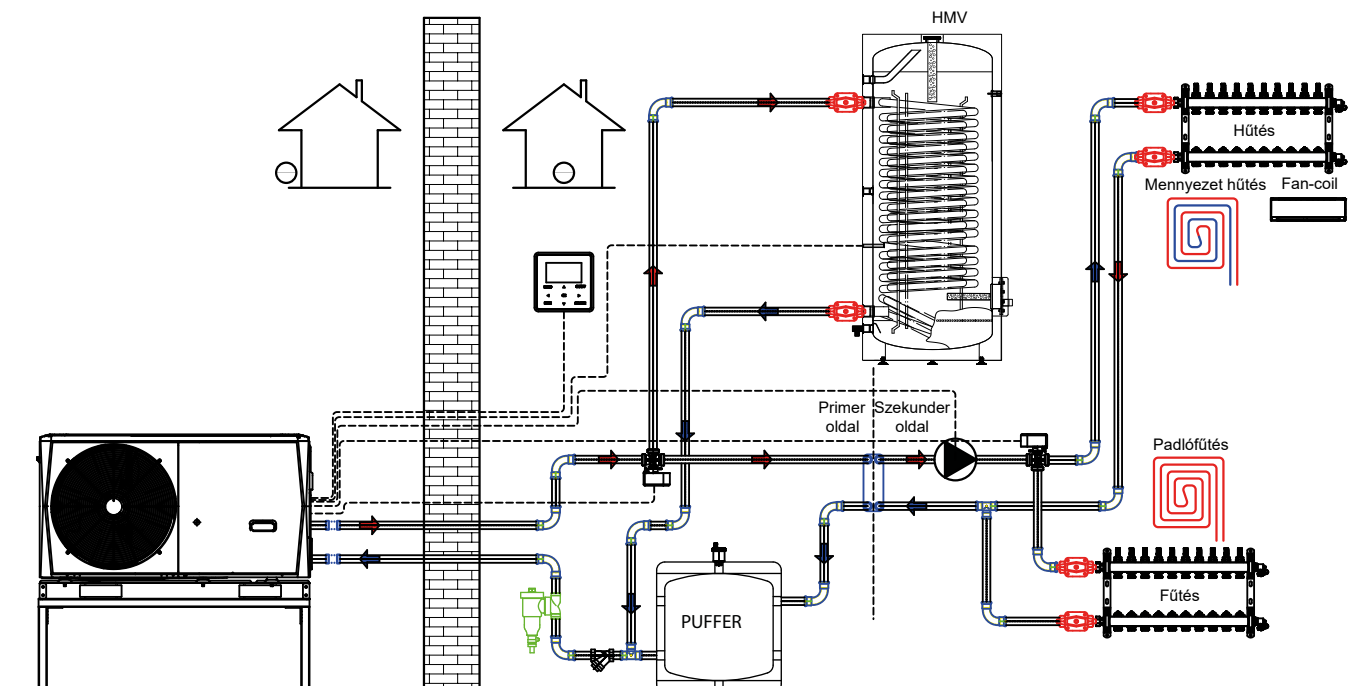 HMV
Hűtés
Mennyezet hűtés
Fan-coil
Primer
oldal
Szekunder
oldal
Padlófűtés
Fűtés
PUFFER